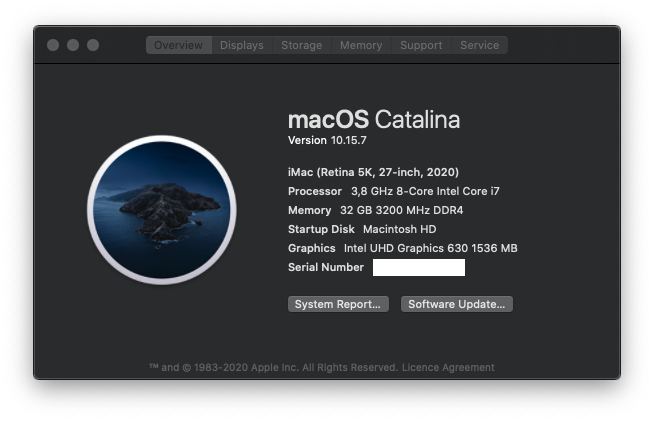 Overview Displays Storage Memory Support Service
macOS Catalina
Version 10.15.7
iMac (Retina 5K, 27-inch, 2020)
Processor 3,8 GHz 8-Core Intel Core i7
Memory 32 GB 3200 MHz DDR4
Startup Disk Macintosh HD
Graphics Intel UHD Graphics 630 1536 MB
Serial Number
System Report... Software Update...
™ and © 1983-2020 Apple Inc. All Rights Reserved. Licence Agreement